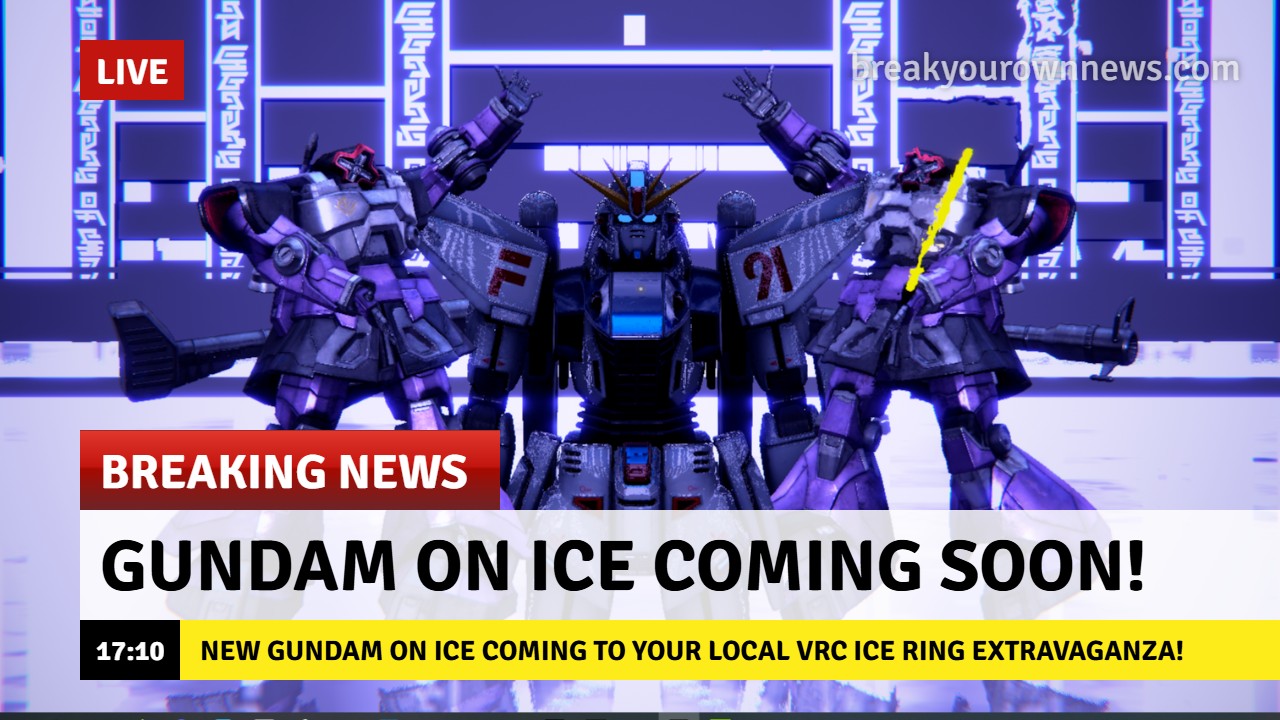 LIVE
breakyourownnews.com
F
91
BREAKING NEWS
GUNDAM ON ICE COMING SOON!
17:10
NEW GUNDAM ON ICE COMING TO YOUR LOCAL VRC ICE RING EXTRAVAGANZA!